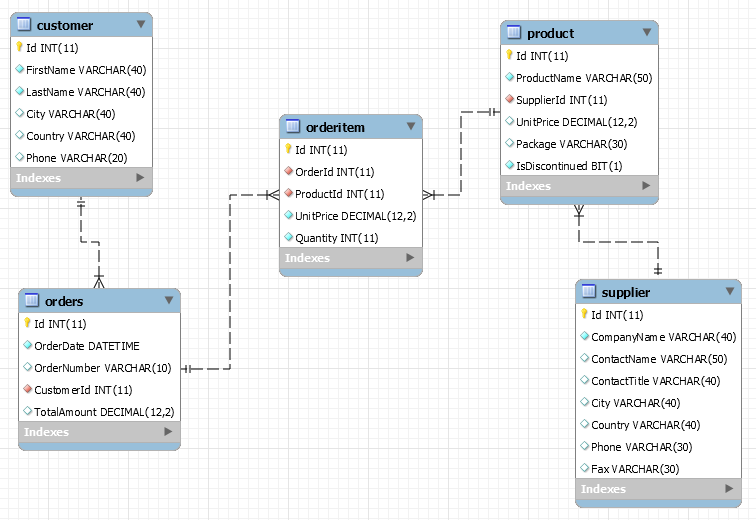 customer
Id INT(11)
FirstName VARCHAR(40)
LastName VARCHAR(40)
City VARCHAR(40)
Country VARCHAR(40)
Phone VARCHAR(20)
Indexes
orders
Id INT(11)
OrderDate DATETIME
OrderNumber VARCHAR(10)
CustomerId INT(11)
TotalAmount DECIMAL(12,2)
Indexes
orderitem
Id INT(11)
OrderId INT(11)
ProductId INT(11)
UnitPrice DECIMAL(12,2)
Quantity INT(11)
Indexes
product
Id INT(11)
ProductName VARCHAR(50)
SupplierId INT(11)
UnitPrice DECIMAL(12,2)
Package VARCHAR(30)
IsDiscontinued BIT(1)
Indexes
supplier
Id INT(11)
CompanyName VARCHAR(40)
ContactName VARCHAR(50)
ContactTitle VARCHAR(40)
City VARCHAR(40)
Country VARCHAR(40)
Phone VARCHAR(30)
Fax VARCHAR(30)
Indexes